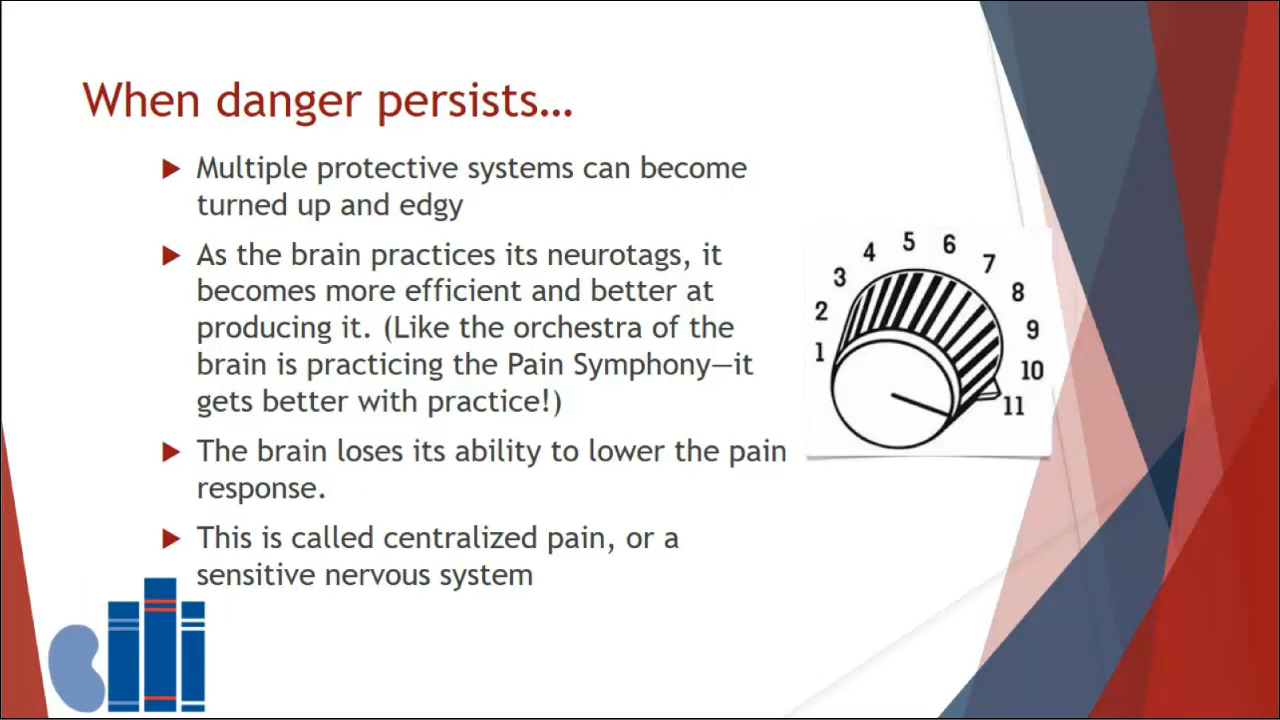 When danger persists…
Multiple protective systems can become
turned up and edgy
As the brain practices its neurotags, it
becomes more efficient and better at
producing it. (Like the orchestra of the
brain is practicing the Pain Symphony—it
gets better with practice!)
The brain loses its ability to lower the pain
response.
This is called centralized pain, or a
sensitive nervous system
1
2
3
4
5
6
7
8
9
10
11